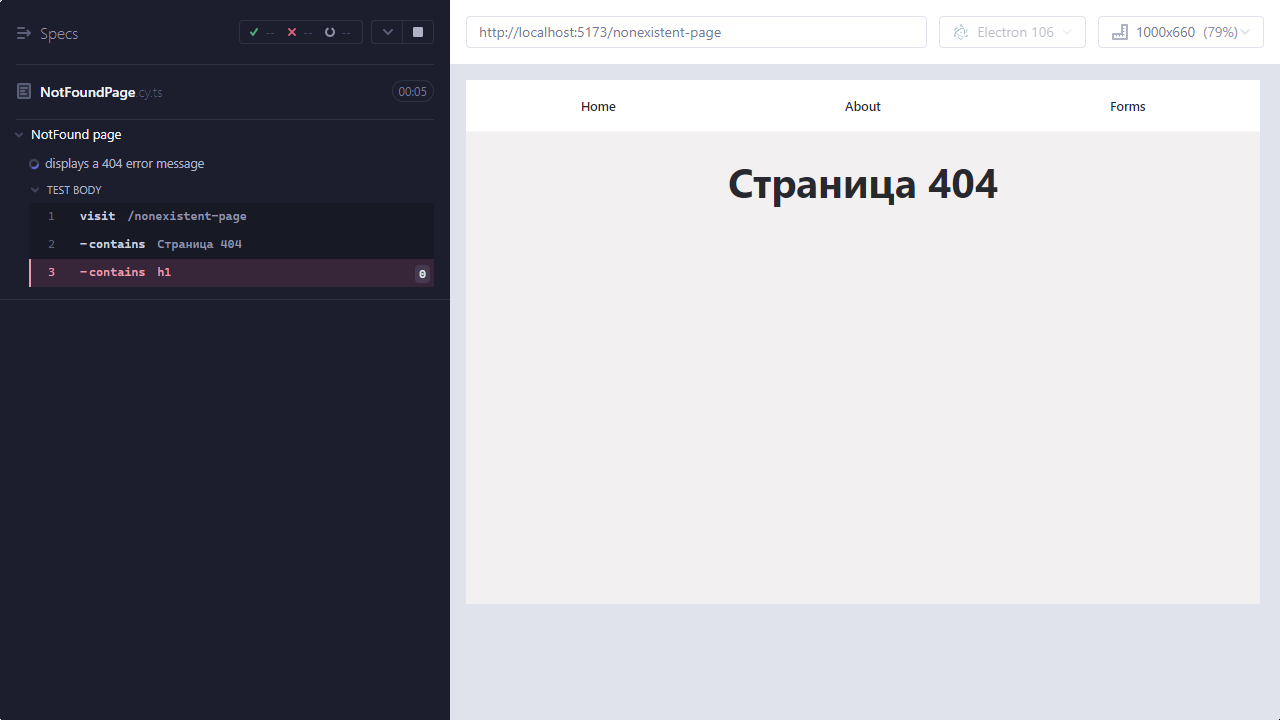 Specs
-- -- --
NotFoundPage.cy.ts 00:05
NotFound page
displays a 404 error message
TEST BODY
1 visit /nonexistent-page
2 -contains Страница 404
3 -contains h1 0
http://localhost:5173/nonexistent-page Electron 106 1000x660 (79%)
Home About Forms
Страница 404